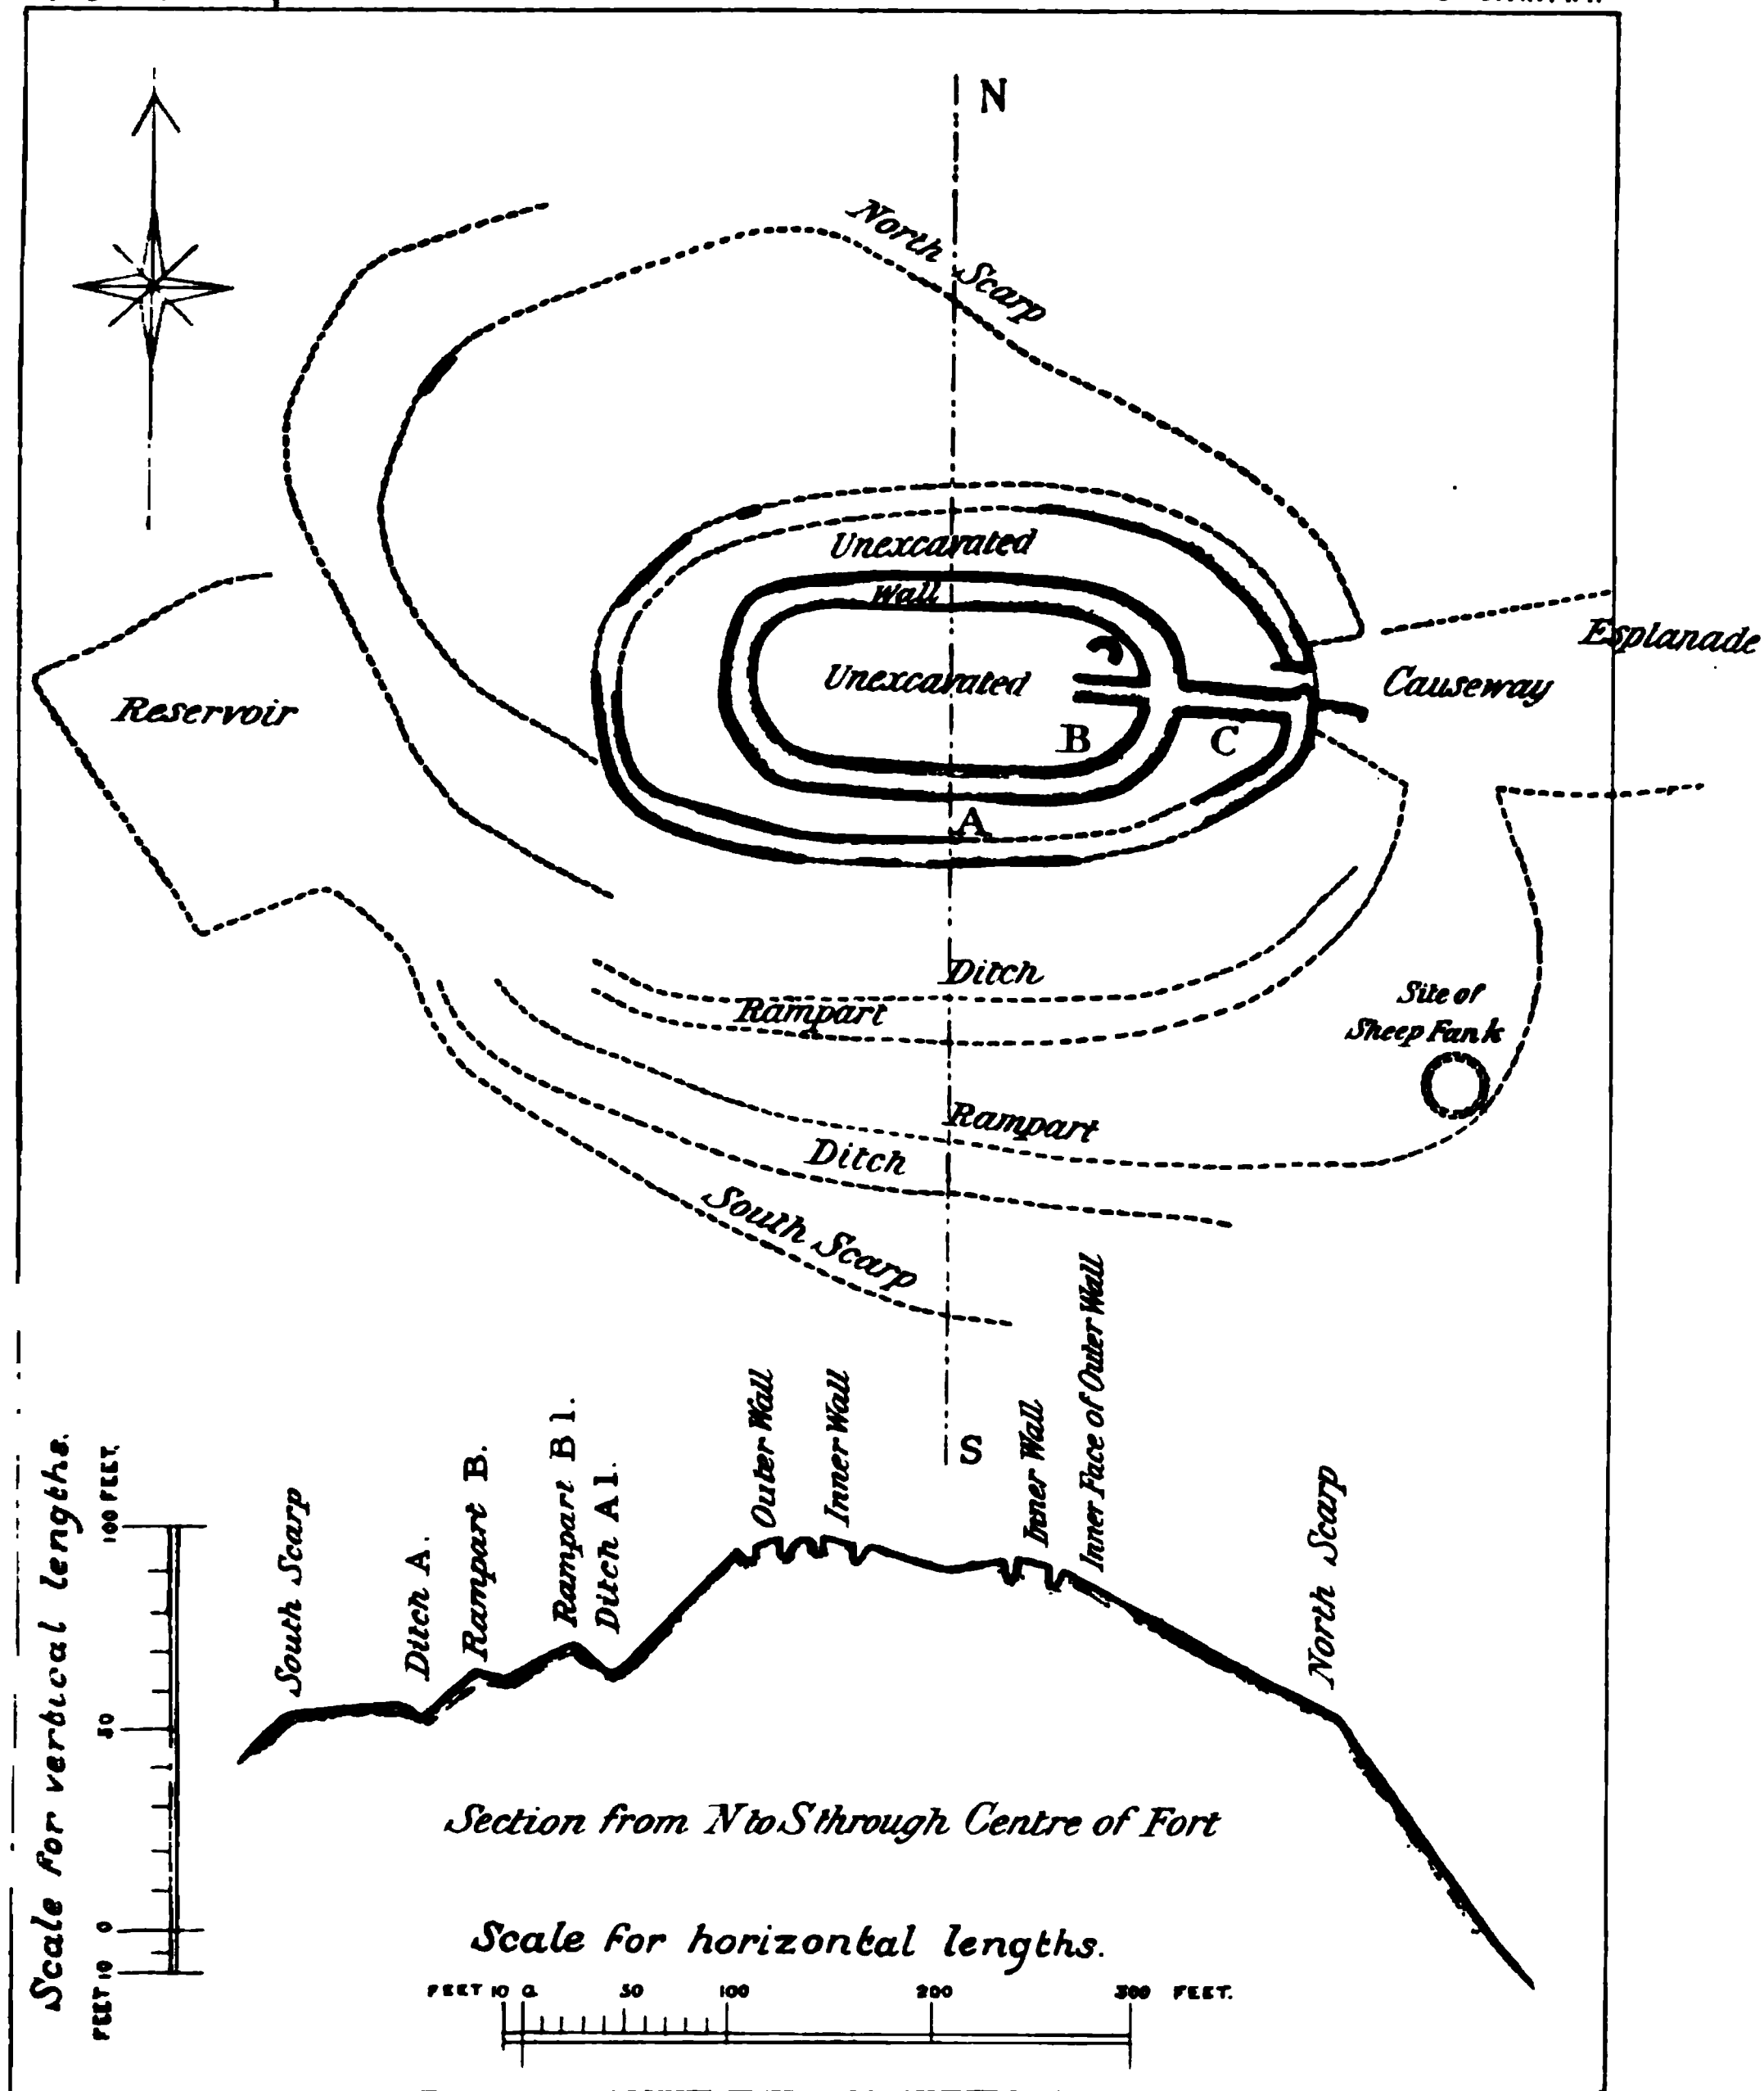 N
North Scarp
Unexcavated
Wall
Esplanade
Unexcavated
Causeway
Reservoir
B
C
A
Ditch
Site of
Sheep Fank
Rampart
Rampart
Ditch
South Scarp
S
Scale for vertical lengths.
100 FEET.
50
0
FEET 10
South Scarp
Ditch A.
Rampart B.
Rampart B 1.
Ditch A 1.
Outer Wall
Inner Wall
Inner Wall
Inner Face of Outer Wall
North Scarp
Section from N to S through Centre of Fort
Scale for horizontal lengths.
FEET 10 0 50 100 200 300 FEET.